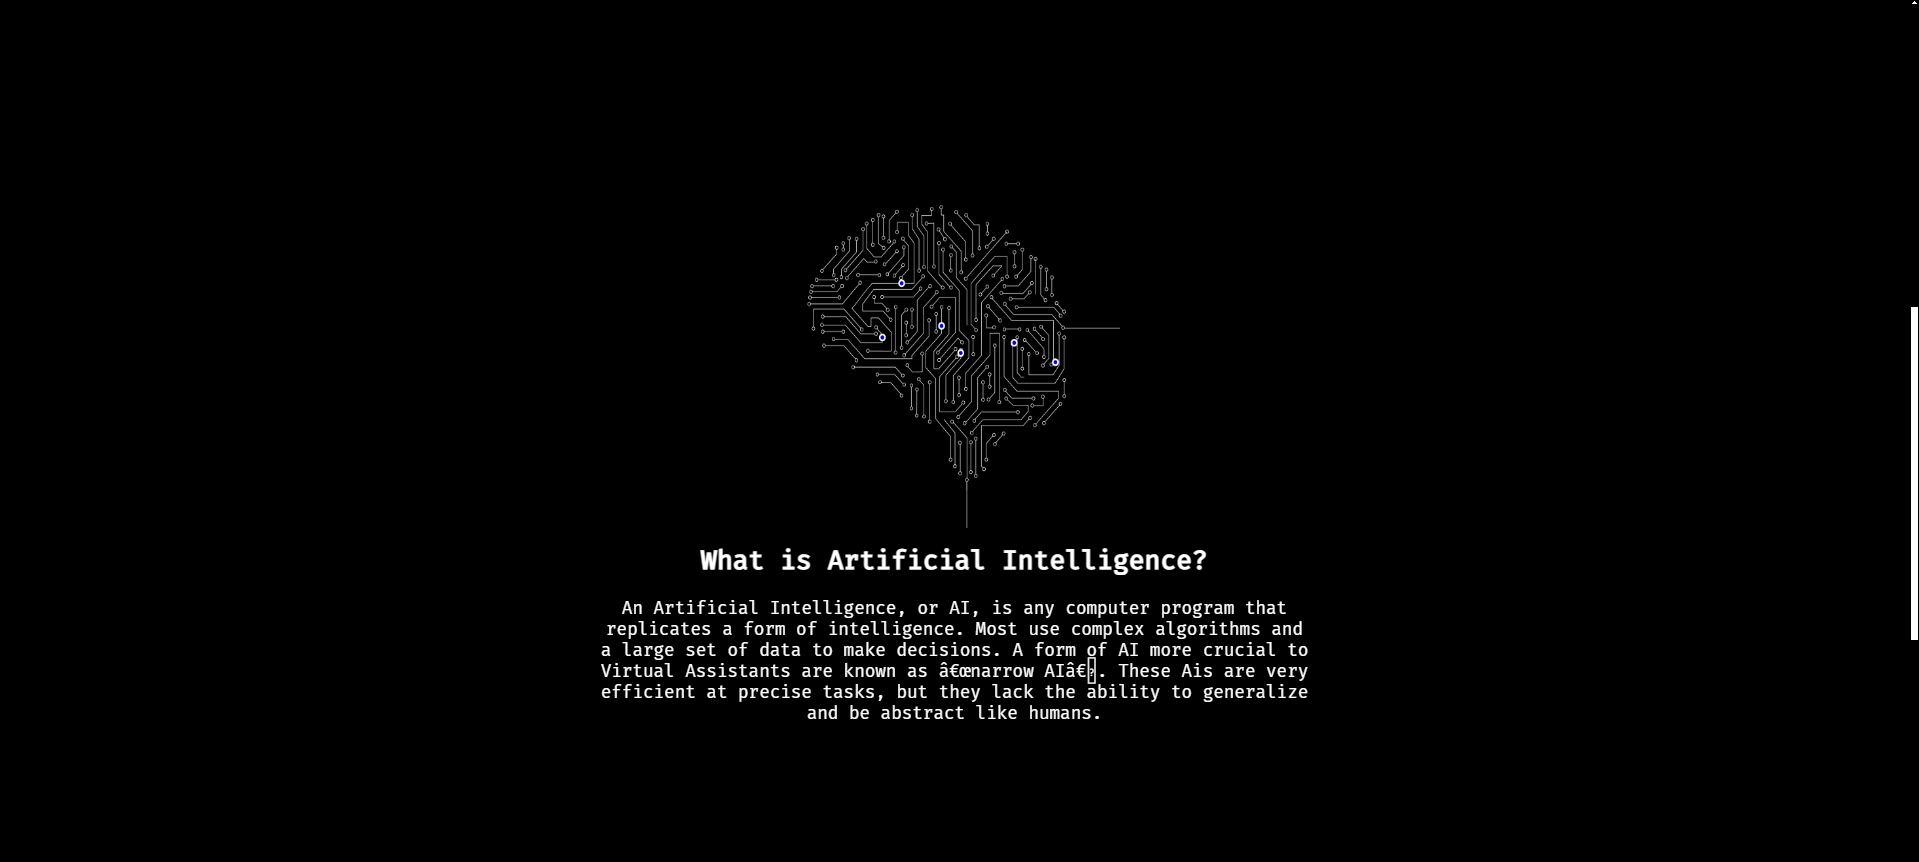 What is Artificial Intelligence?
An Artificial Intelligence, or AI, is any computer program that
replicates a form of intelligence. Most use complex algorithms and
a large set of data to make decisions. A form of AI more crucial to
Virtual Assistants are known as â€œnarrow AIâ€. These Ais are very
efficient at precise tasks, but they lack the ability to generalize
and be abstract like humans.